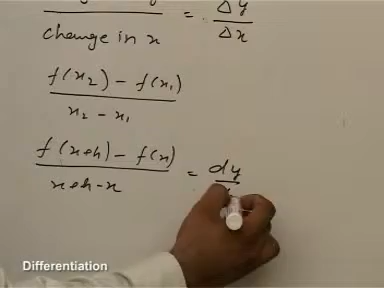 change in x = Δy / Δx
f(x₂) - f(x₁) / x₂ - x₁
f(x+h) - f(x) / x+h-x = dy
Differentiation